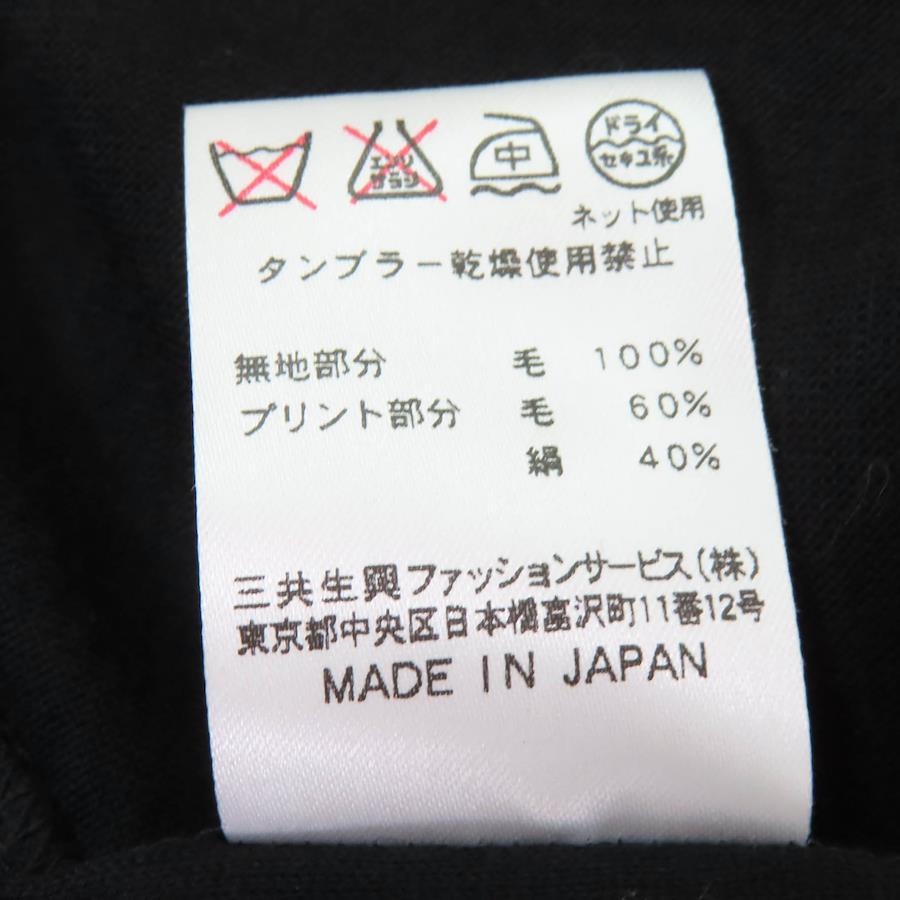 エンソ
サラシ
中
ドライ
セキユ系
ネット使用
タンブラー乾燥使用禁止
無地部分 毛 100%
プリント部分 毛 60%
絹 40%
三共生興ファッションサービス(株)
東京都中央区日本橋富沢町11番12号
MADE IN JAPAN